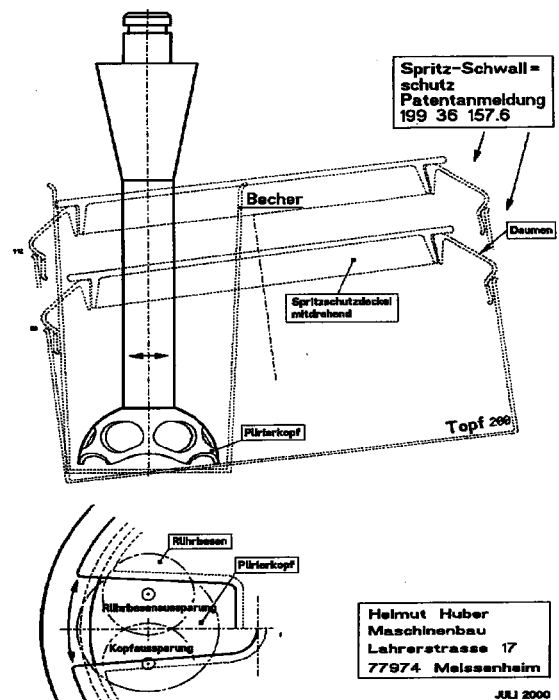 Spritz-Schwall=
schutz
Patentanmeldung
199 36 157.6
Becher
Daumen
Spritzschutzdeckel
mitdrehend
Topf 200
Pürierkopf
Rührbesen
Pürierkopf
Rührbesenaussparung
Kopfaussparung
Helmut Huber
Maschinenbau
Lahrerstrasse 17
77974 Meissenheim
JULI 2000